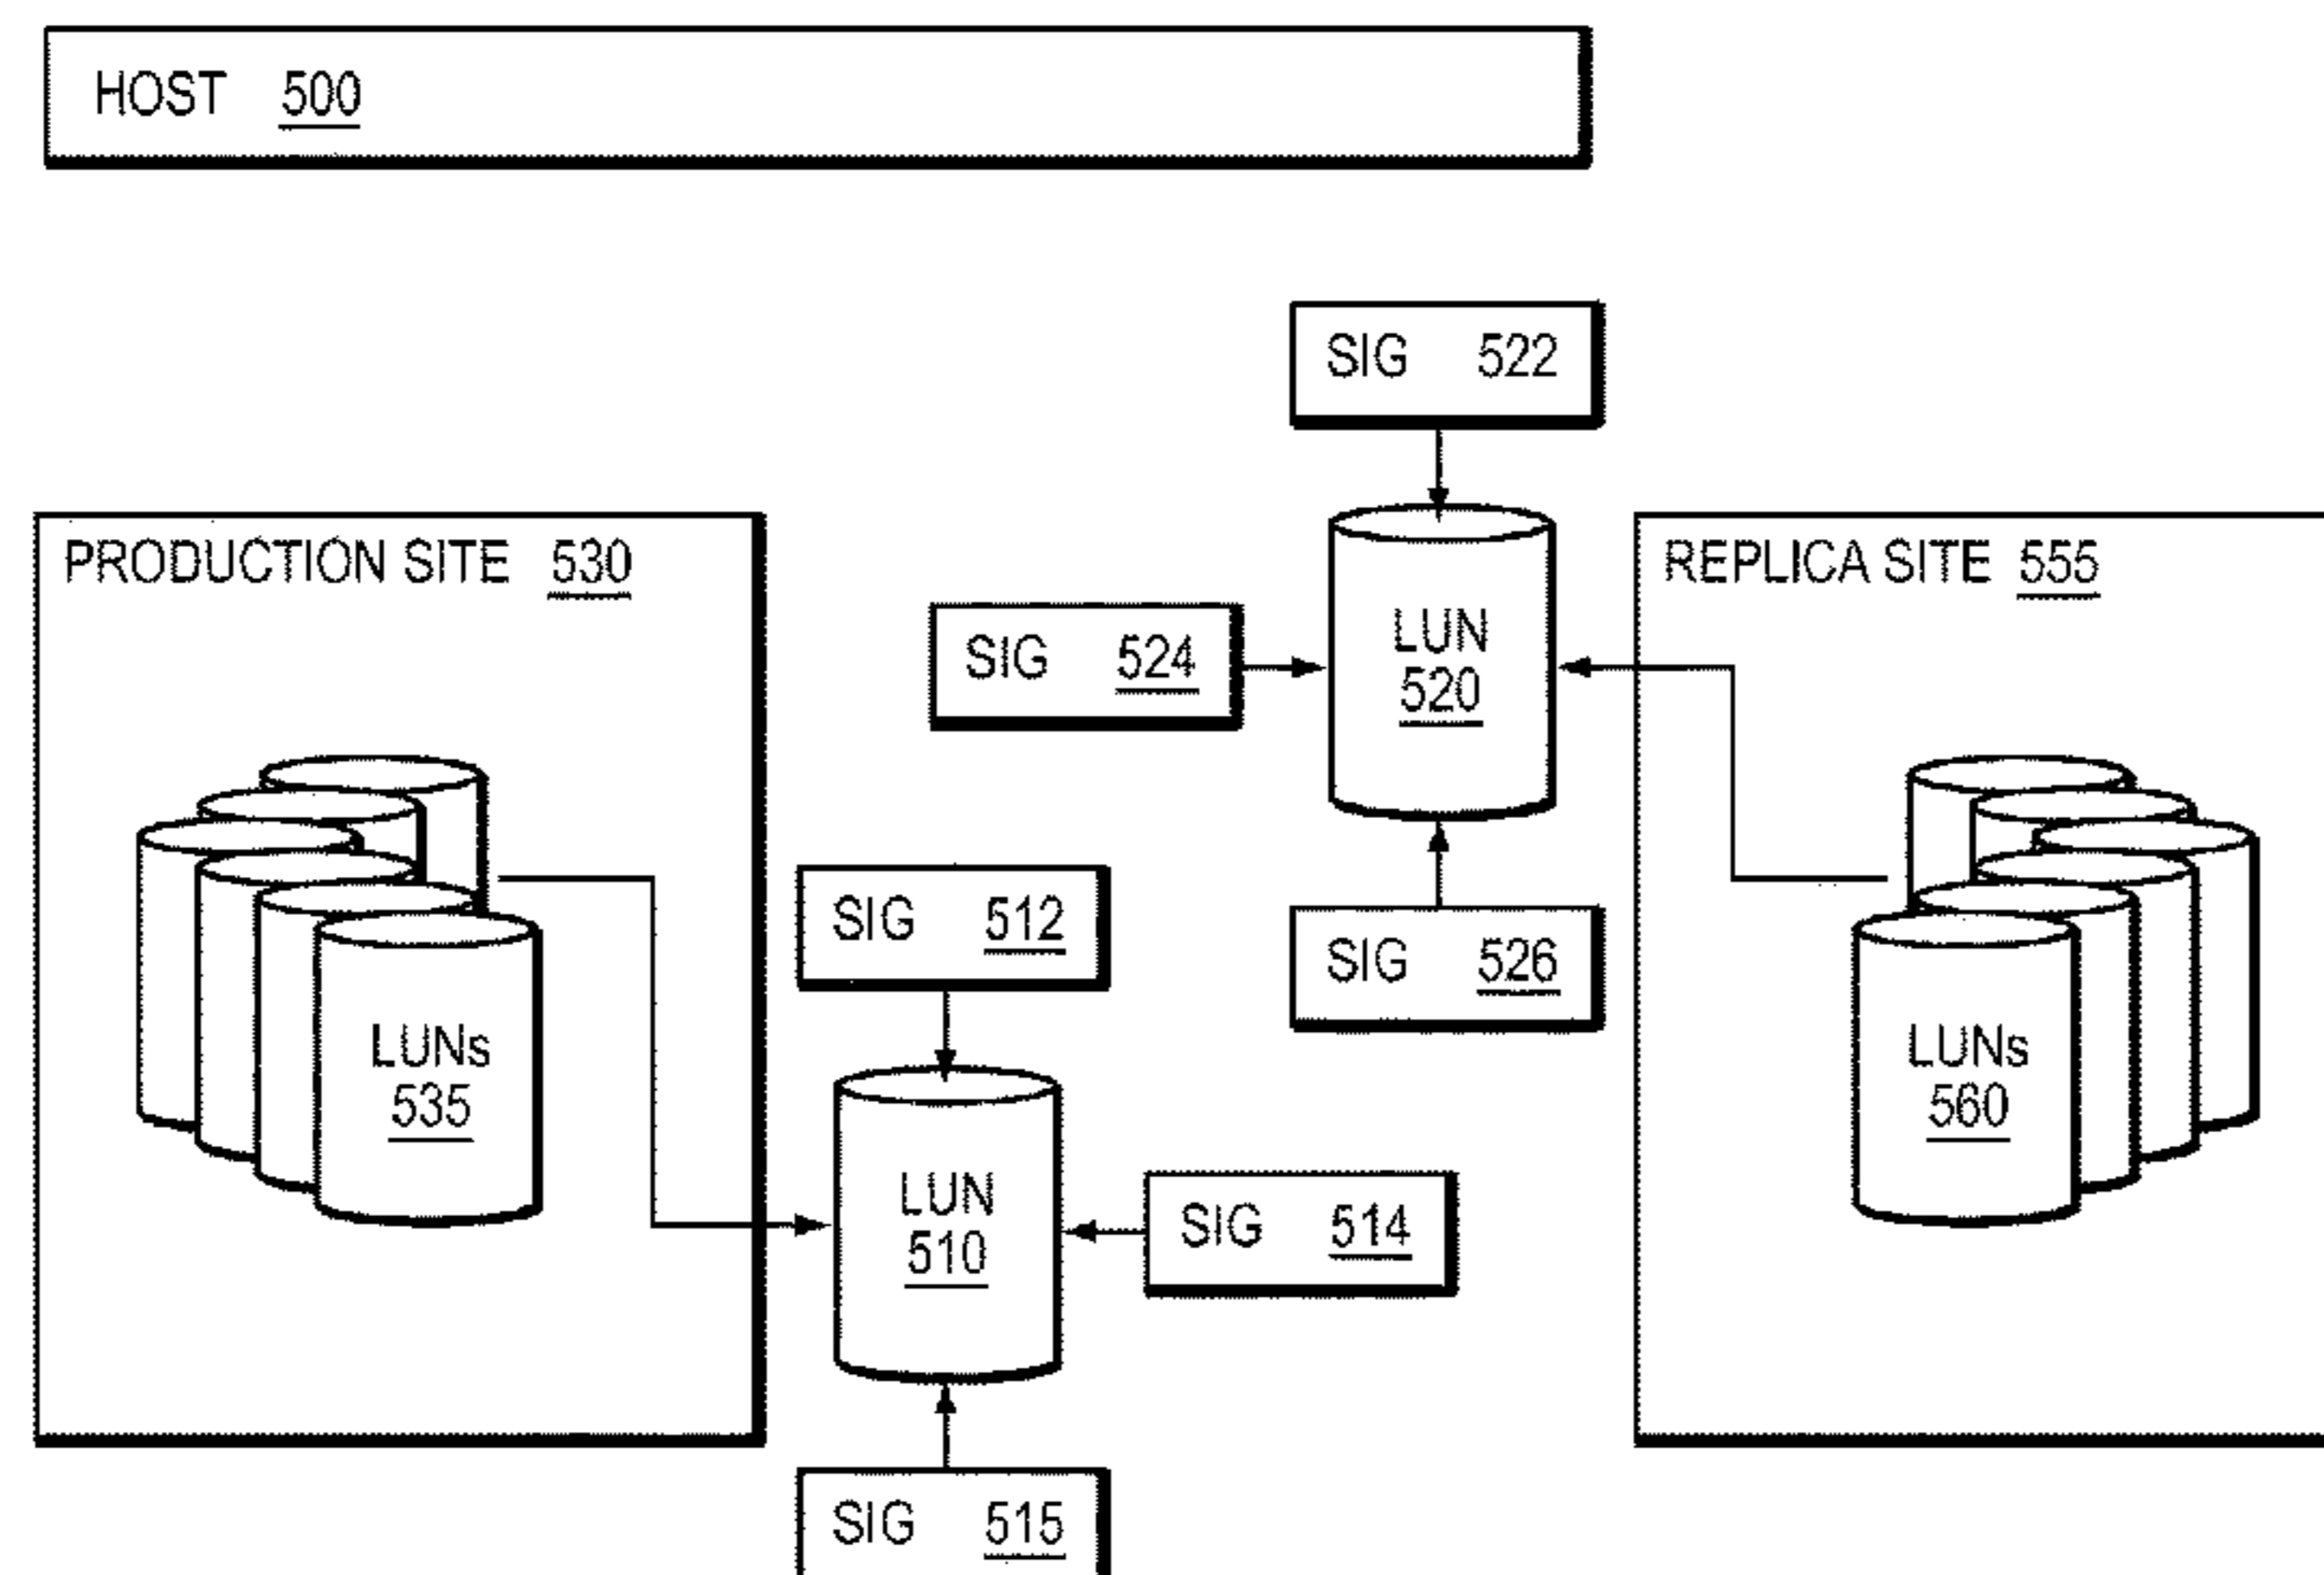 HOST 500
SIG 522
PRODUCTION SITE 530
REPLICA SITE 555
SIG 524
LUN
520
SIG 512
SIG 526
LUNs
535
LUNs
560
LUN
510
SIG 514
SIG 515